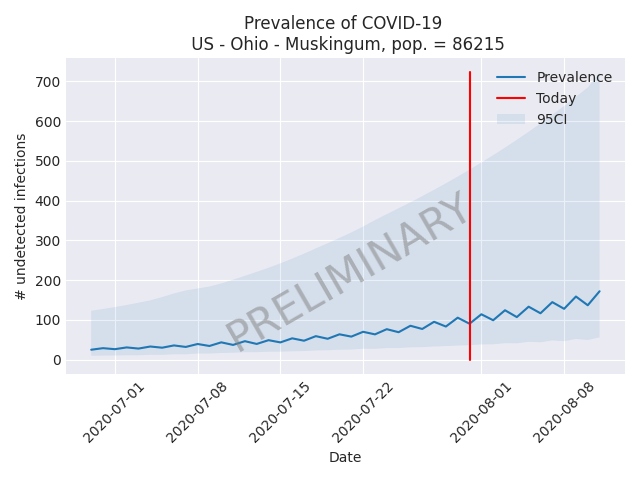 Prevalence of COVID-19
US - Ohio - Muskingum, pop. = 86215
700
600
500
400
300
200
100
0
# undetected infections
Prevalence
Today
95CI
PRELIMINARY
2020-07-01
2020-07-08
2020-07-15
2020-07-22
2020-08-01
2020-08-08
Date